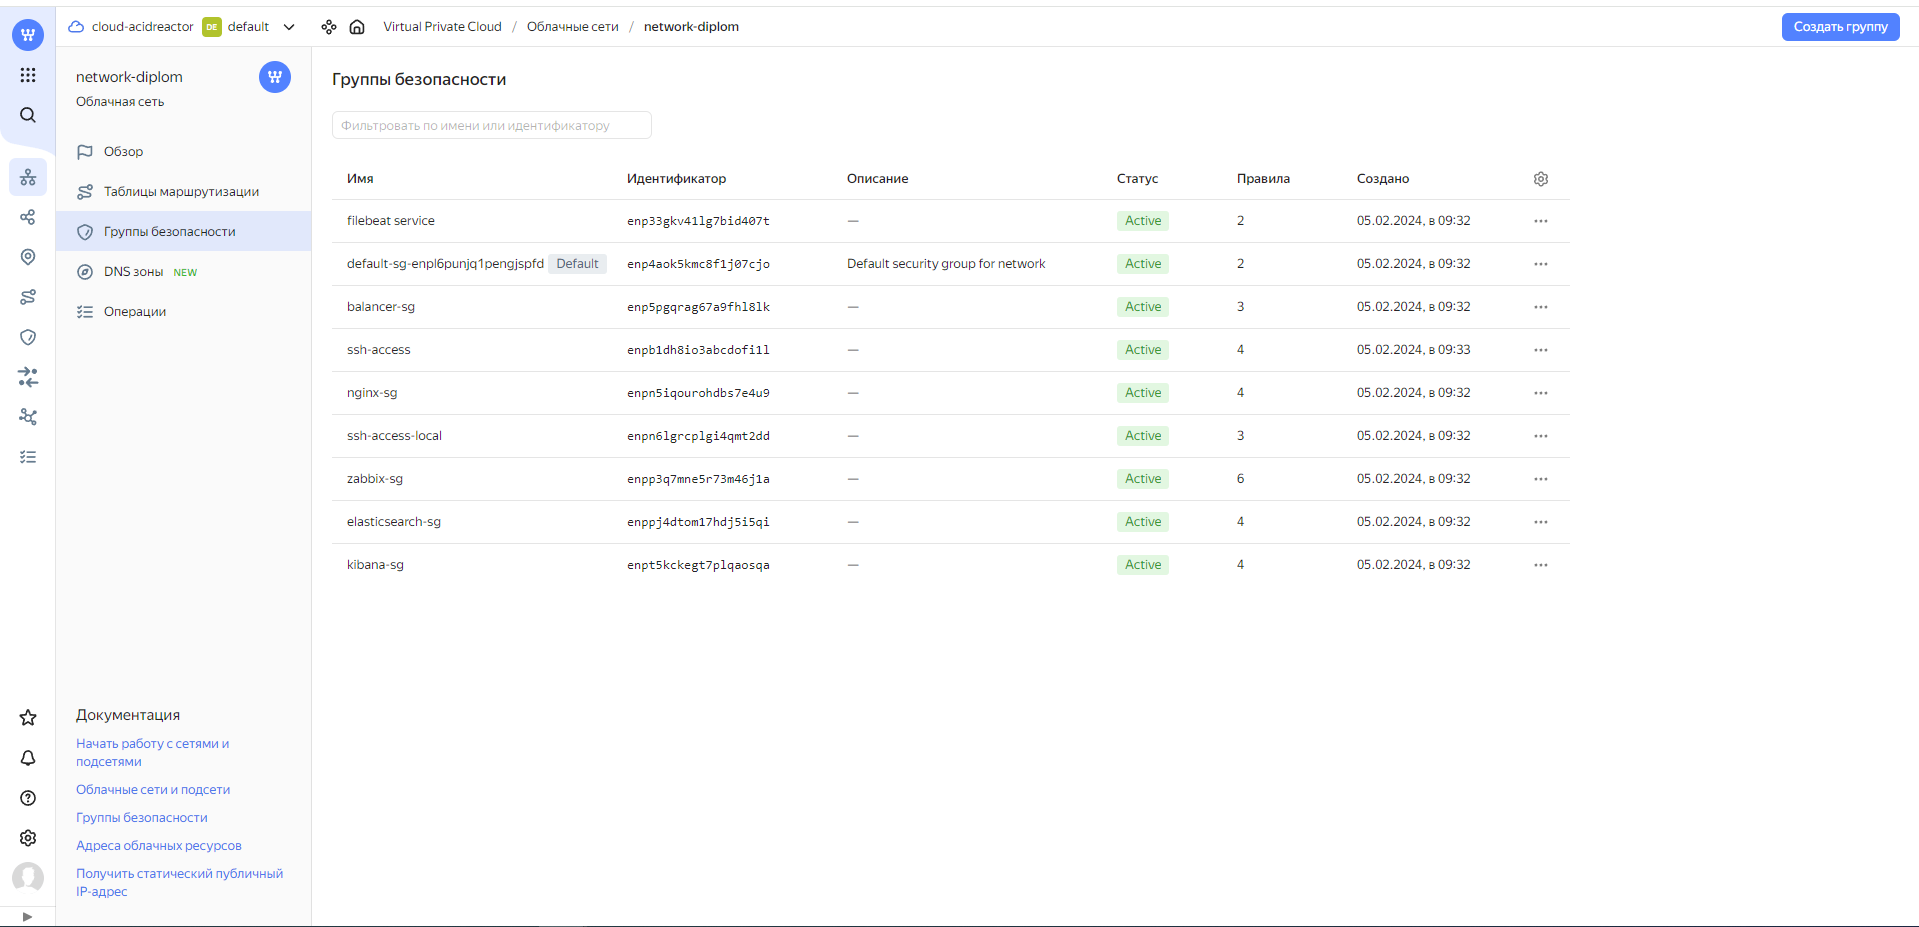 cloud-acidreactor DE default Virtual Private Cloud / Облачные сети / network-diplom Создать группу
network-diplom
Облачная сеть
Обзор
Таблицы маршрутизации
Группы безопасности
DNS зоны NEW
Операции
Документация
Начать работу с сетями и
подсетями
Облачные сети и подсети
Группы безопасности
Адреса облачных ресурсов
Получить статический публичный
IP-адрес
Группы безопасности
Фильтровать по имени или идентификатору
Имя Идентификатор Описание Статус Правила Создано
filebeat service enp33gkv41lg7bid407t — Active 2 05.02.2024, в 09:32
default-sg-enpl6punjq1pengjspfd Default enp4aok5kmc8f1j07cjo Default security group for network Active 2 05.02.2024, в 09:32
balancer-sg enp5pgqrag67a9fhl8lk — Active 3 05.02.2024, в 09:32
ssh-access enpb1dh8io3abcdofi1l — Active 4 05.02.2024, в 09:33
nginx-sg enpn5iqourohdbs7e4u9 — Active 4 05.02.2024, в 09:32
ssh-access-local enpn6lgrcplgi4qmt2dd — Active 3 05.02.2024, в 09:32
zabbix-sg enpp3q7mne5r73m46j1a — Active 6 05.02.2024, в 09:32
elasticsearch-sg enppj4dtom17hdj5i5qi — Active 4 05.02.2024, в 09:32
kibana-sg enpt5kckegt7plqaosqa — Active 4 05.02.2024, в 09:32